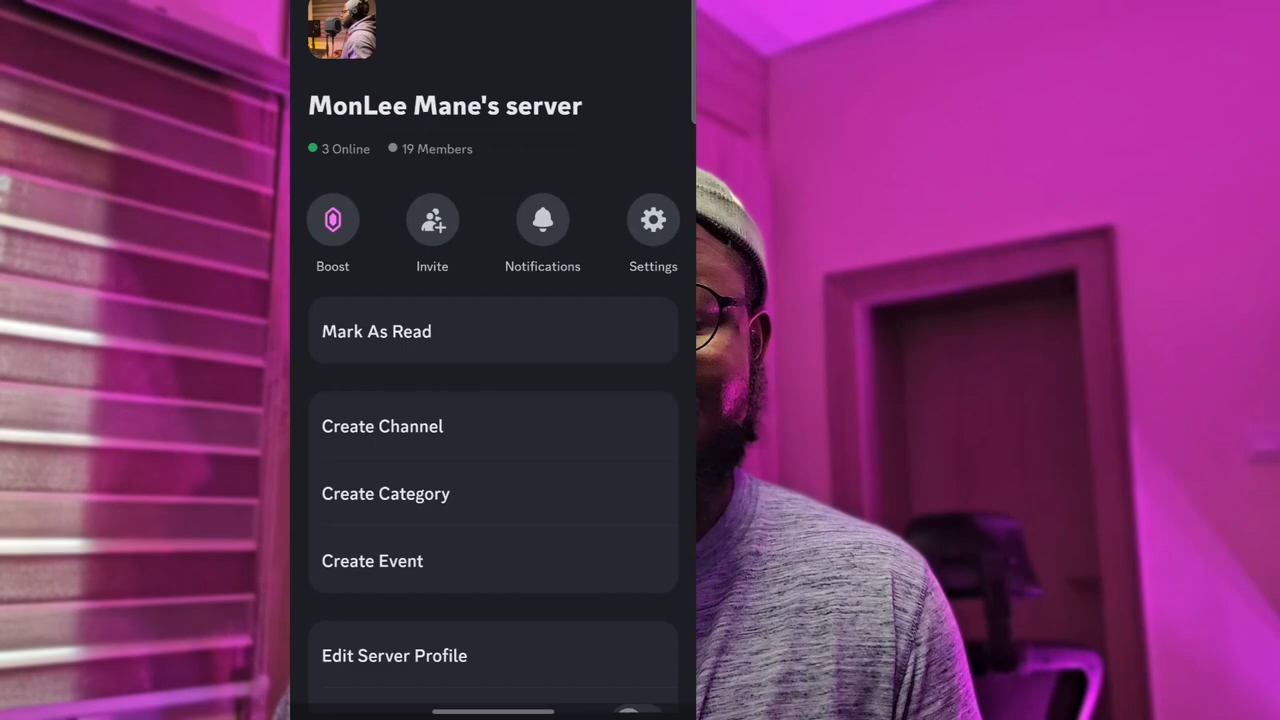 MonLee Mane's server
3 Online 19 Members
Boost Invite Notifications Settings
Mark As Read
Create Channel
Create Category
Create Event
Edit Server Profile